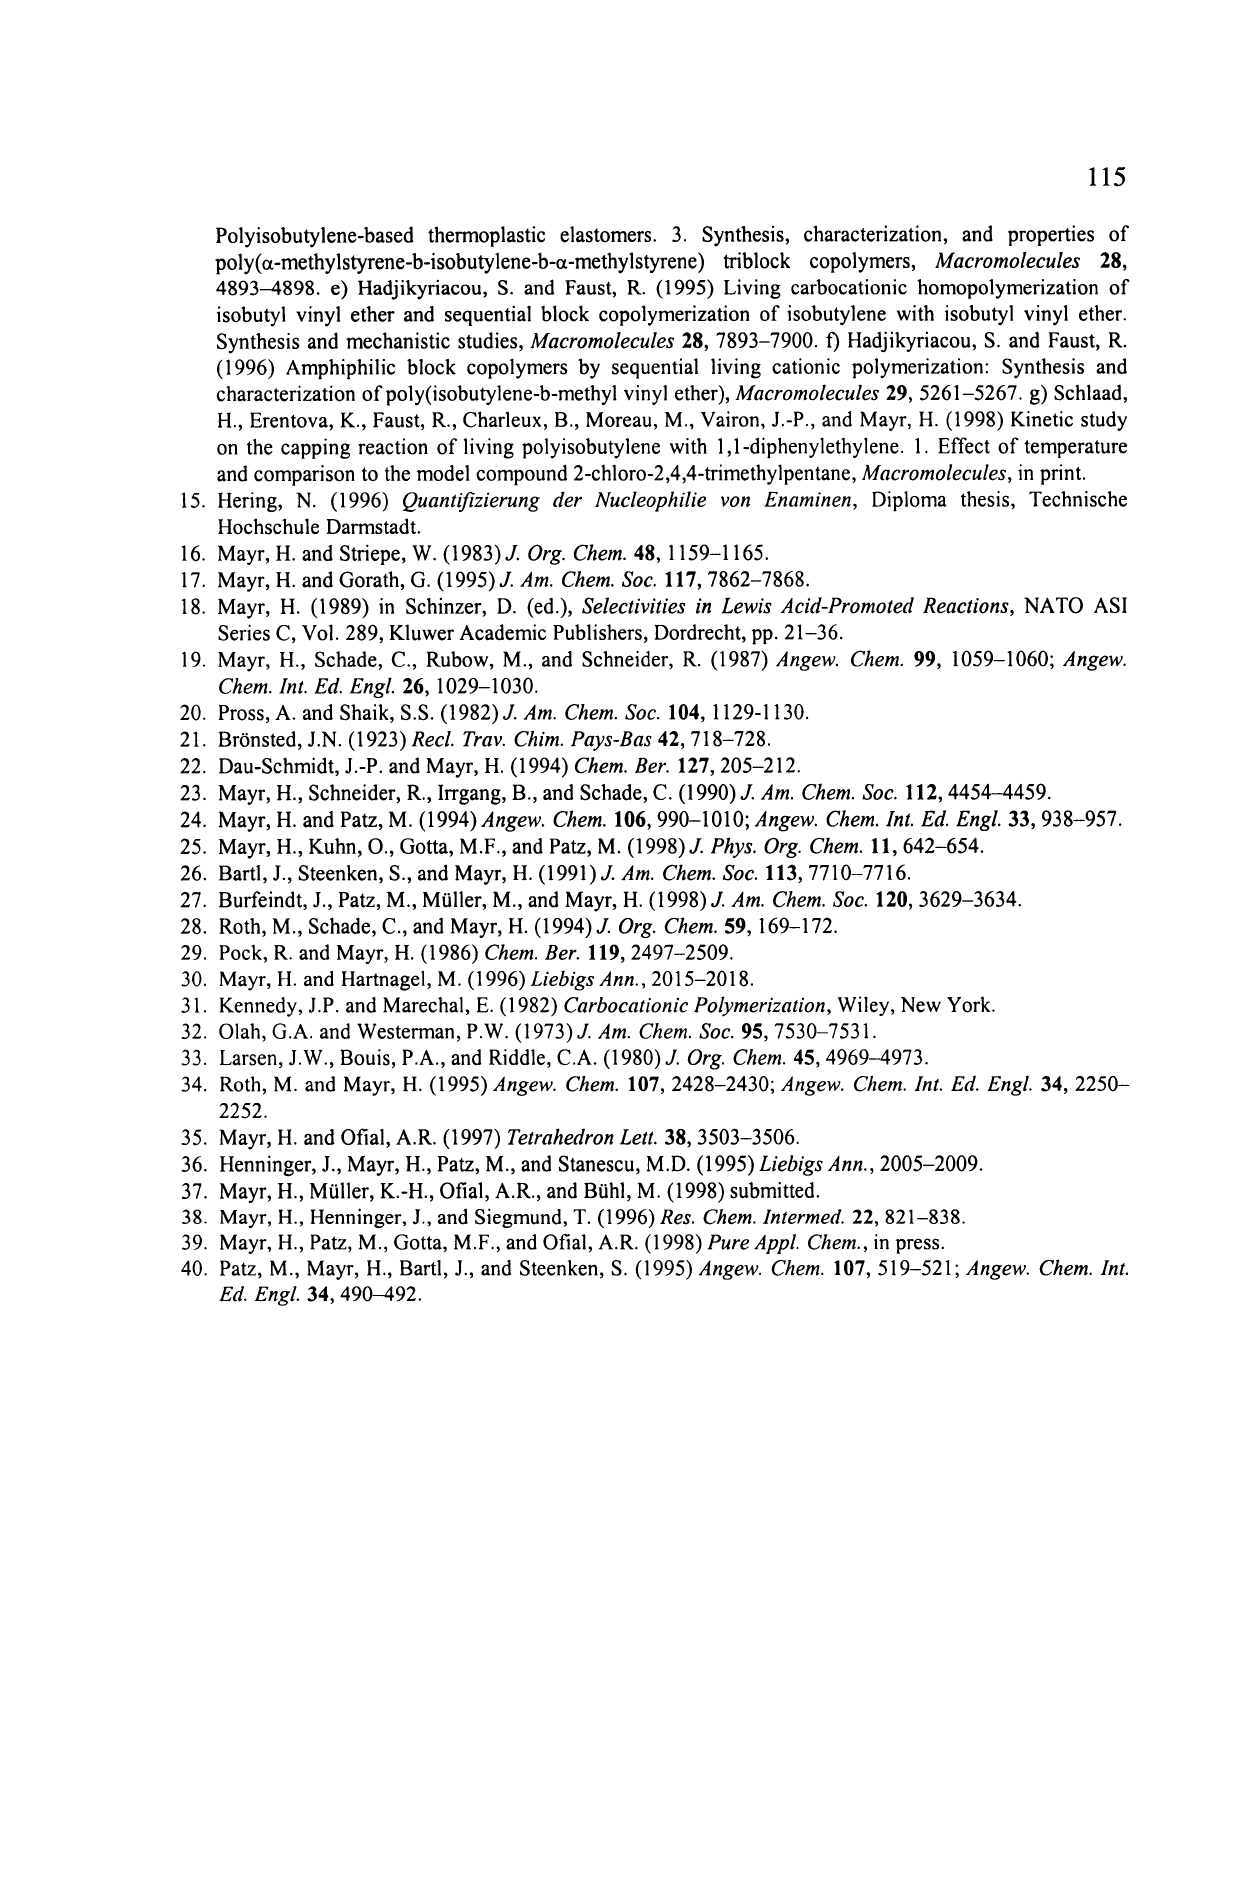 115
Polyisobutylene-based thermoplastic elastomers. 3. Synthesis, characterization, and properties of
poly(α-methylstyrene-b-isobutylene-b-α-methylstyrene) triblock copolymers, Macromolecules 28,
4893–4898. e) Hadjikyriacou, S. and Faust, R. (1995) Living carbocationic homopolymerization of
isobutyl vinyl ether and sequential block copolymerization of isobutylene with isobutyl vinyl ether.
Synthesis and mechanistic studies, Macromolecules 28, 7893–7900. f) Hadjikyriacou, S. and Faust, R.
(1996) Amphiphilic block copolymers by sequential living cationic polymerization: Synthesis and
characterization of poly(isobutylene-b-methyl vinyl ether), Macromolecules 29, 5261–5267. g) Schlaad,
H., Erentova, K., Faust, R., Charleux, B., Moreau, M., Vairon, J.-P., and Mayr, H. (1998) Kinetic study
on the capping reaction of living polyisobutylene with 1,1-diphenylethylene. 1. Effect of temperature
and comparison to the model compound 2-chloro-2,4,4-trimethylpentane, Macromolecules, in print.
15. Hering, N. (1996) Quantifizierung der Nucleophilie von Enaminen, Diploma thesis, Technische
Hochschule Darmstadt.
16. Mayr, H. and Striepe, W. (1983) J. Org. Chem. 48, 1159–1165.
17. Mayr, H. and Gorath, G. (1995) J. Am. Chem. Soc. 117, 7862–7868.
18. Mayr, H. (1989) in Schinzer, D. (ed.), Selectivities in Lewis Acid-Promoted Reactions, NATO ASI
Series C, Vol. 289, Kluwer Academic Publishers, Dordrecht, pp. 21–36.
19. Mayr, H., Schade, C., Rubow, M., and Schneider, R. (1987) Angew. Chem. 99, 1059–1060; Angew.
Chem. Int. Ed. Engl. 26, 1029–1030.
20. Pross, A. and Shaik, S.S. (1982) J. Am. Chem. Soc. 104, 1129-1130.
21. Brönsted, J.N. (1923) Recl. Trav. Chim. Pays-Bas 42, 718–728.
22. Dau-Schmidt, J.-P. and Mayr, H. (1994) Chem. Ber. 127, 205–212.
23. Mayr, H., Schneider, R., Irrgang, B., and Schade, C. (1990) J. Am. Chem. Soc. 112, 4454–4459.
24. Mayr, H. and Patz, M. (1994) Angew. Chem. 106, 990–1010; Angew. Chem. Int. Ed. Engl. 33, 938–957.
25. Mayr, H., Kuhn, O., Gotta, M.F., and Patz, M. (1998) J. Phys. Org. Chem. 11, 642–654.
26. Bartl, J., Steenken, S., and Mayr, H. (1991) J. Am. Chem. Soc. 113, 7710–7716.
27. Burfeindt, J., Patz, M., Müller, M., and Mayr, H. (1998) J. Am. Chem. Soc. 120, 3629–3634.
28. Roth, M., Schade, C., and Mayr, H. (1994) J. Org. Chem. 59, 169–172.
29. Pock, R. and Mayr, H. (1986) Chem. Ber. 119, 2497–2509.
30. Mayr, H. and Hartnagel, M. (1996) Liebigs Ann., 2015–2018.
31. Kennedy, J.P. and Marechal, E. (1982) Carbocationic Polymerization, Wiley, New York.
32. Olah, G.A. and Westerman, P.W. (1973) J. Am. Chem. Soc. 95, 7530–7531.
33. Larsen, J.W., Bouis, P.A., and Riddle, C.A. (1980) J. Org. Chem. 45, 4969–4973.
34. Roth, M. and Mayr, H. (1995) Angew. Chem. 107, 2428–2430; Angew. Chem. Int. Ed. Engl. 34, 2250–
2252.
35. Mayr, H. and Ofial, A.R. (1997) Tetrahedron Lett. 38, 3503–3506.
36. Henninger, J., Mayr, H., Patz, M., and Stanescu, M.D. (1995) Liebigs Ann., 2005–2009.
37. Mayr, H., Müller, K.-H., Ofial, A.R., and Bühl, M. (1998) submitted.
38. Mayr, H., Henninger, J., and Siegmund, T. (1996) Res. Chem. Intermed. 22, 821–838.
39. Mayr, H., Patz, M., Gotta, M.F., and Ofial, A.R. (1998) Pure Appl. Chem., in press.
40. Patz, M., Mayr, H., Bartl, J., and Steenken, S. (1995) Angew. Chem. 107, 519–521; Angew. Chem. Int.
Ed. Engl. 34, 490–492.